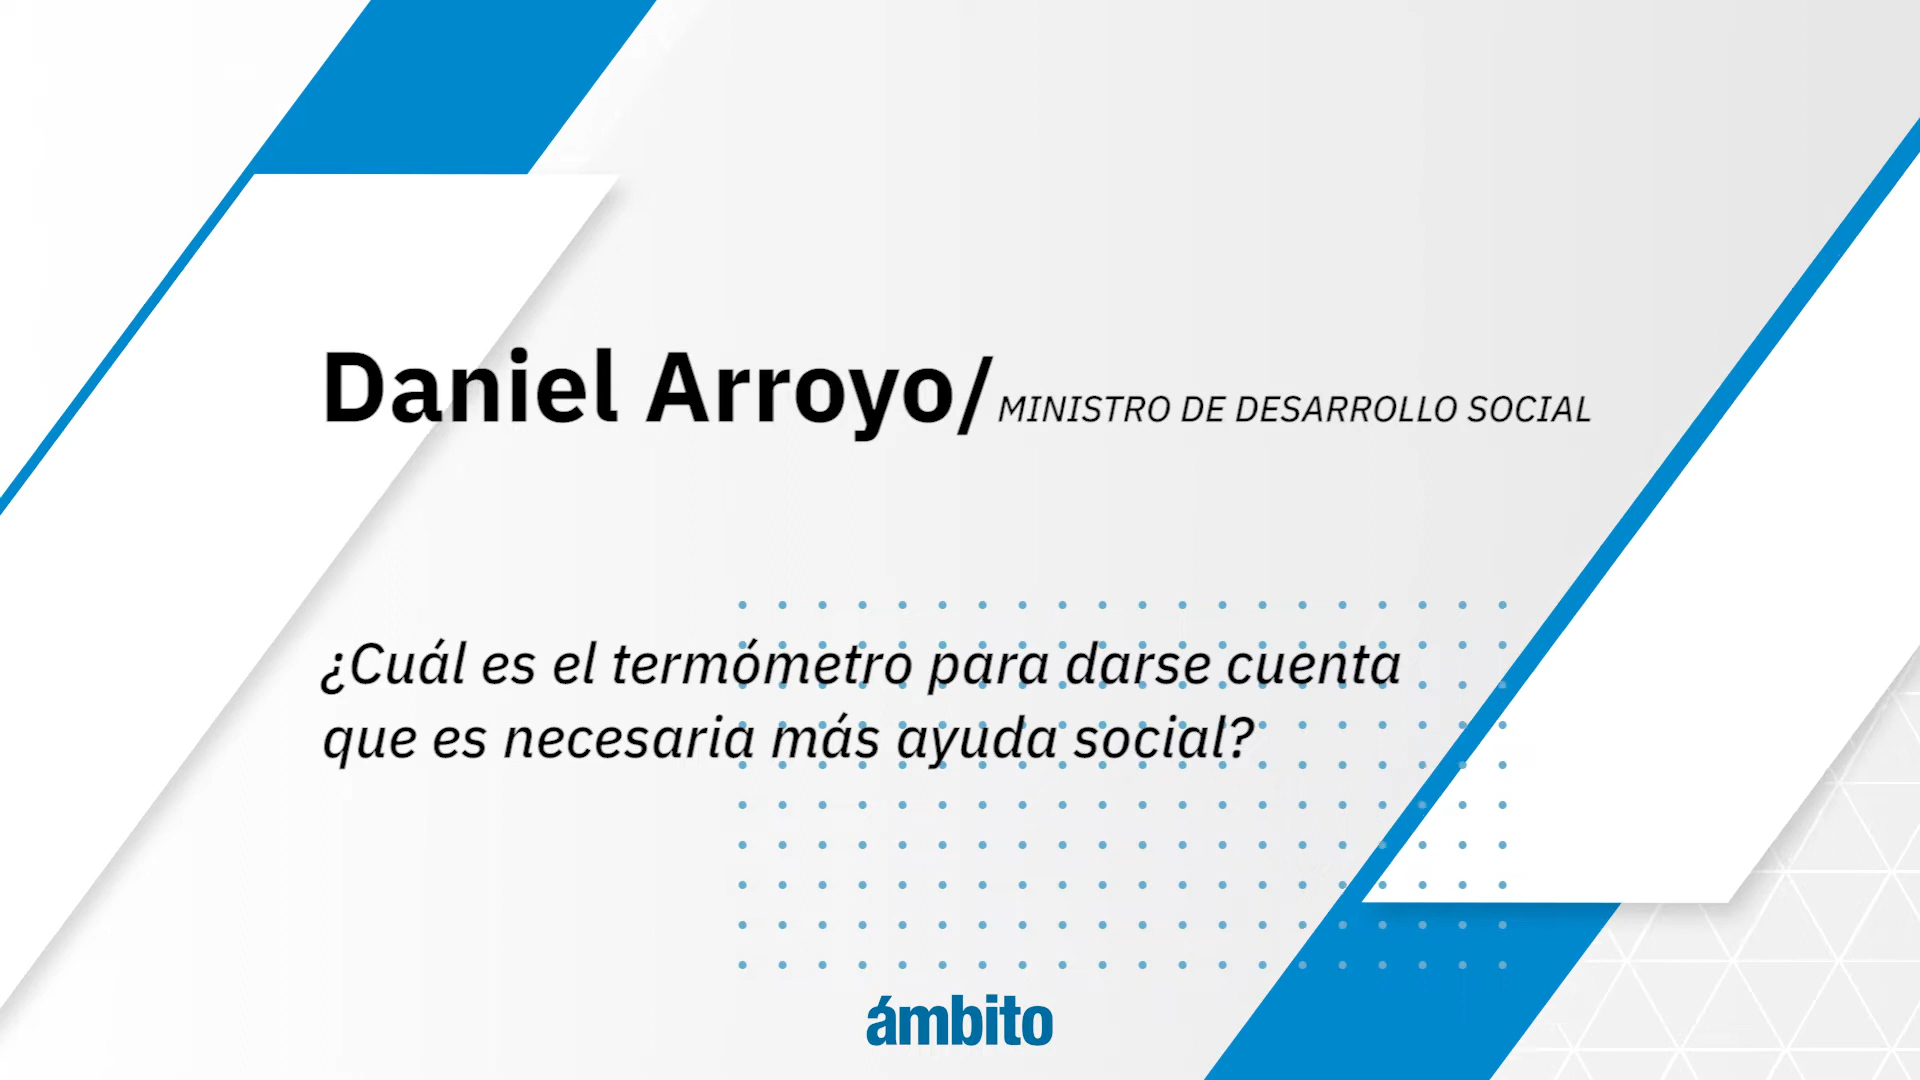 Daniel Arroyo/ MINISTRO DE DESARROLLO SOCIAL
¿Cuál es el termómetro para darse cuenta
que es necesaria más ayuda social?
ámbito